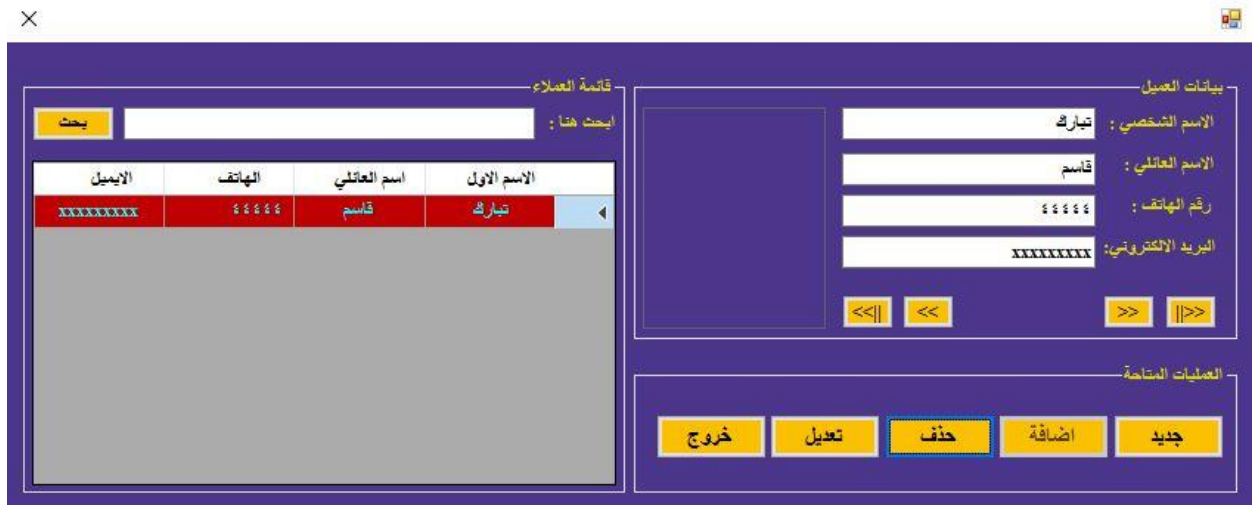 بيانات العميل
الاسم الشخصي : تبارك
الاسم العائلي : قاسم
رقم الهاتف : ٤٤٤٤٤
البريد الالكتروني: xxxxxxxxx
||>> >> << <<||
العمليات المتاحة
جديد اضافة حذف تعديل خروج
قائمة العملاء
ابحث هنا : بحث
الاسم الاول اسم العائلي الهاتف الايميل
تبارك قاسم ٤٤٤٤٤ xxxxxxxxx